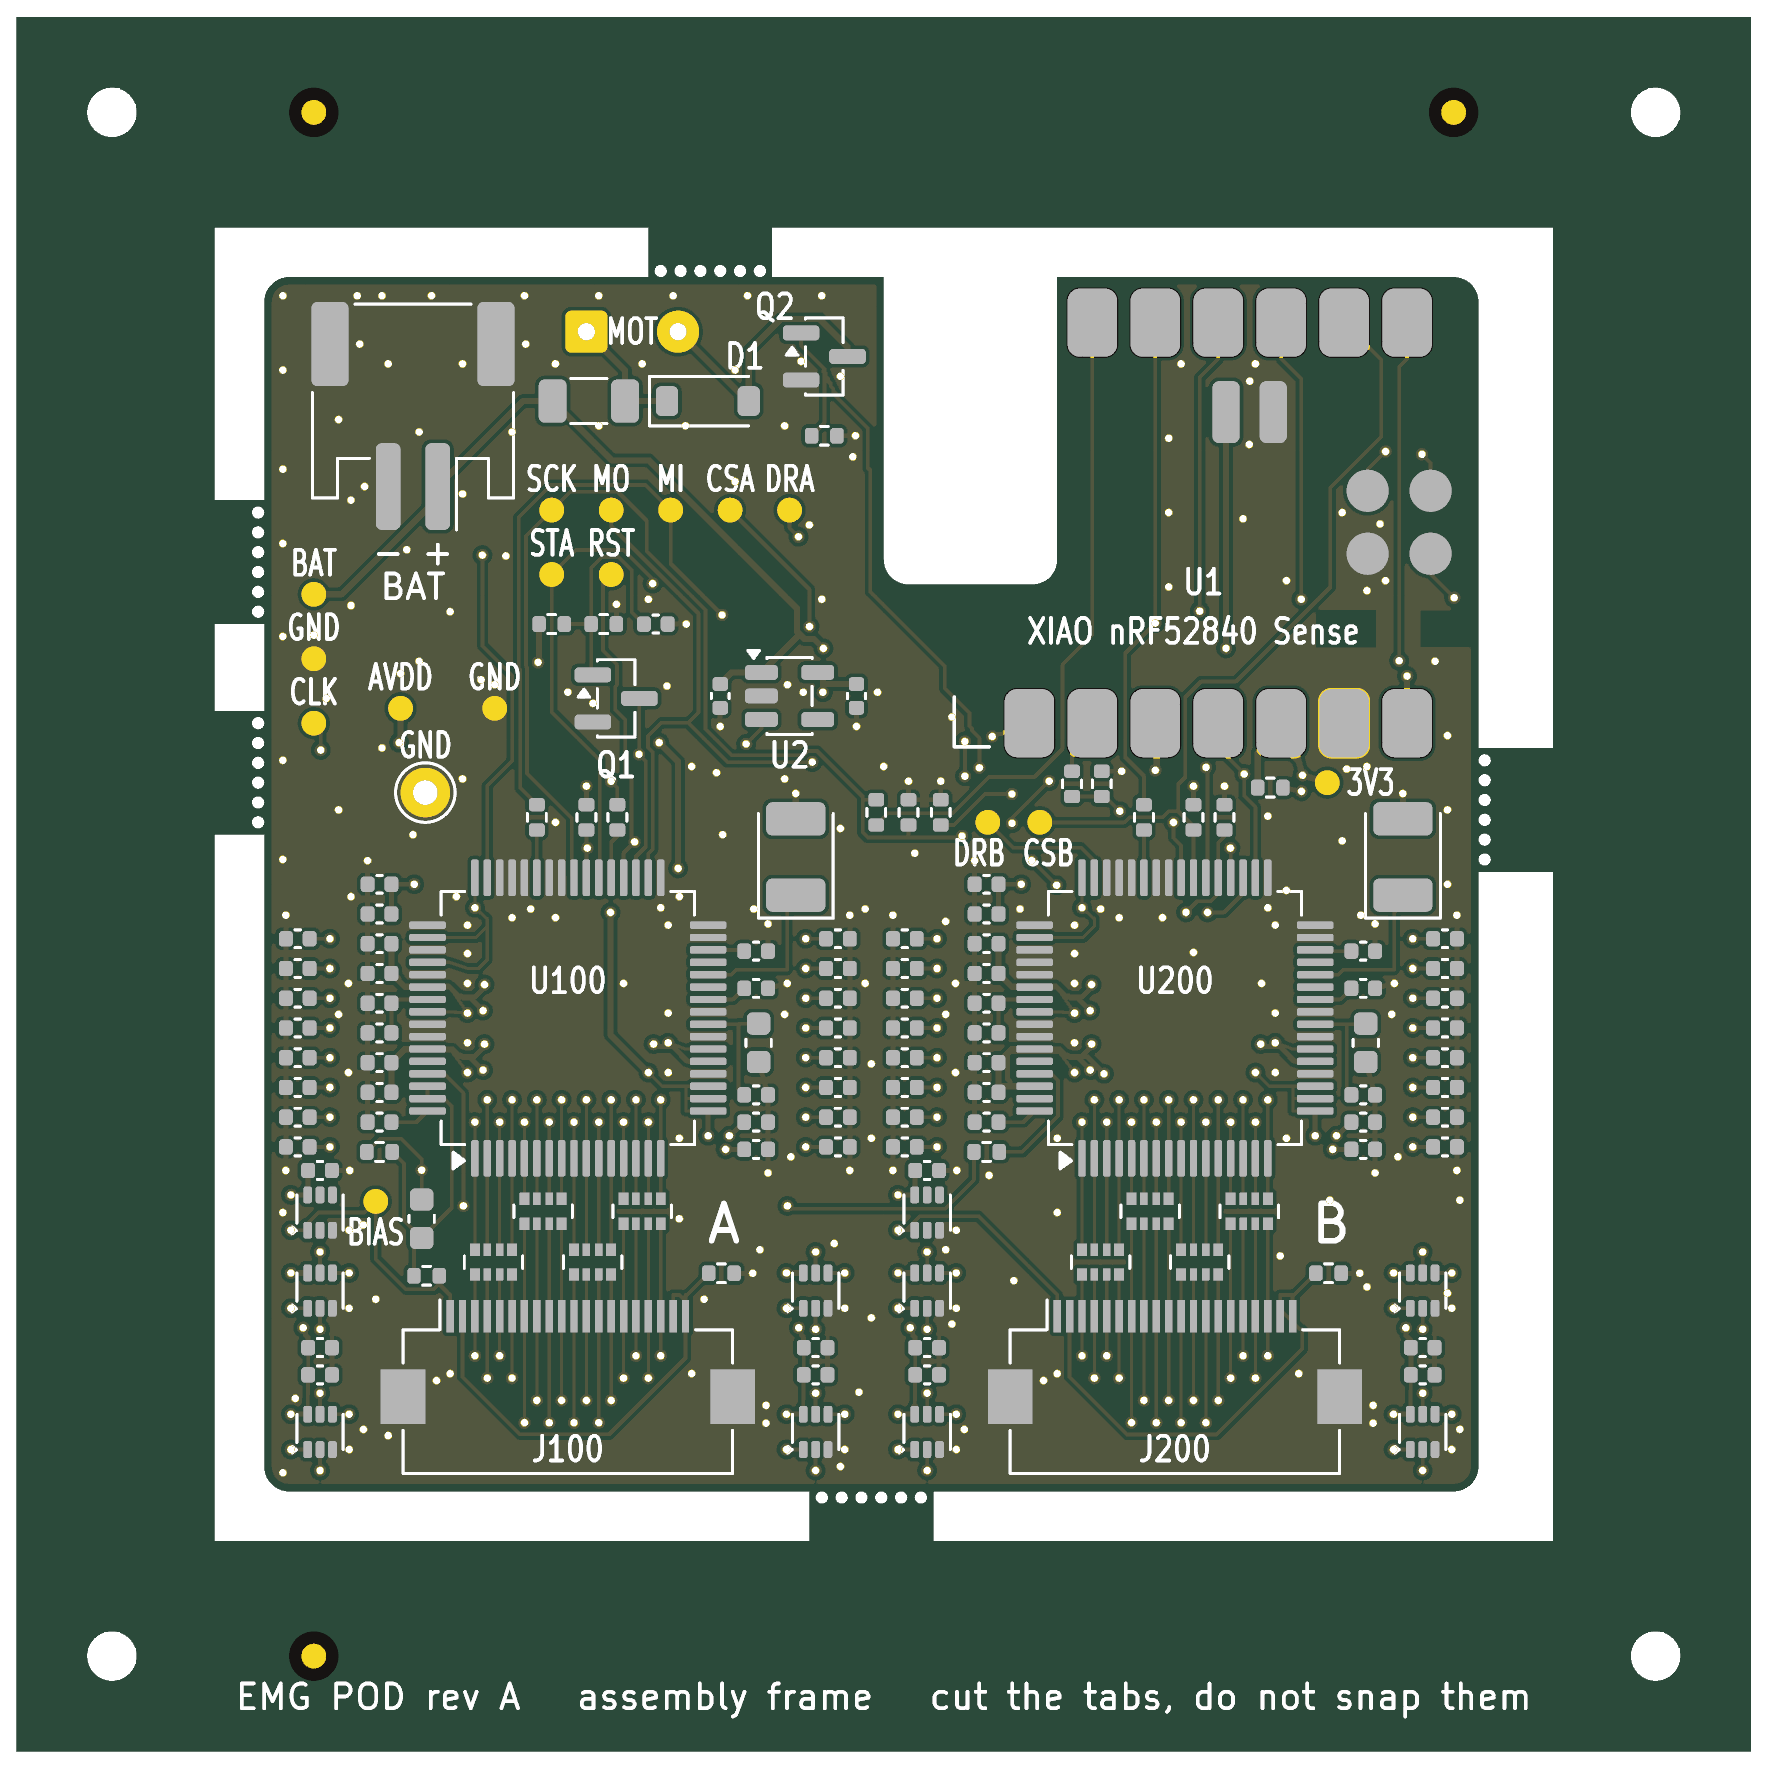 Q2
MOT
D1
SCK MO MI CSA DRA
STA RST
BAT
- +
BAT
U1
GND
XIAO nRF52840 Sense
AVDD GND
CLK
GND
Q1
U2
3V3
DRB CSB
U100
U200
BIAS
A
B
J100
J200
EMG POD rev A assembly frame cut the tabs, do not snap them